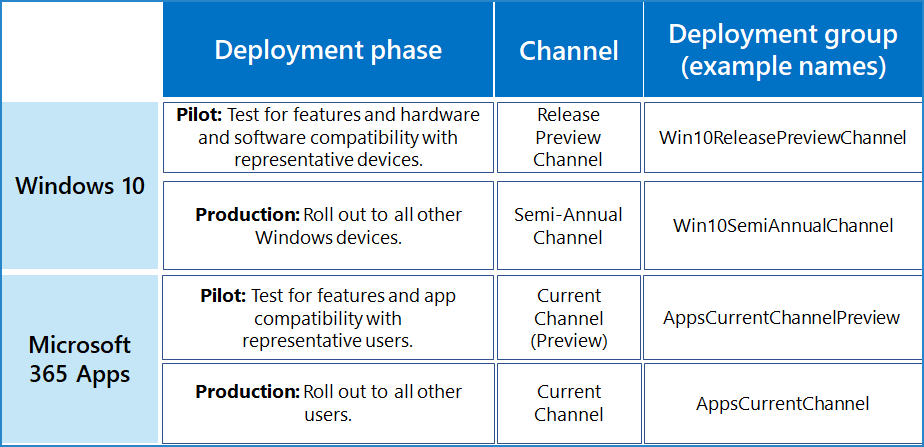 Deployment phase
Channel
Deployment group
(example names)
Windows 10
Pilot: Test for features and hardware
and software compatibility with
representative devices.
Release
Preview
Channel
Win10ReleasePreviewChannel
Production: Roll out to all other
Windows devices.
Semi-Annual
Channel
Win10SemiAnnualChannel
Microsoft
365 Apps
Pilot: Test for features and app
compatibility with
representative users.
Current
Channel
(Preview)
AppsCurrentChannelPreview
Production: Roll out to all other
users.
Current
Channel
AppsCurrentChannel